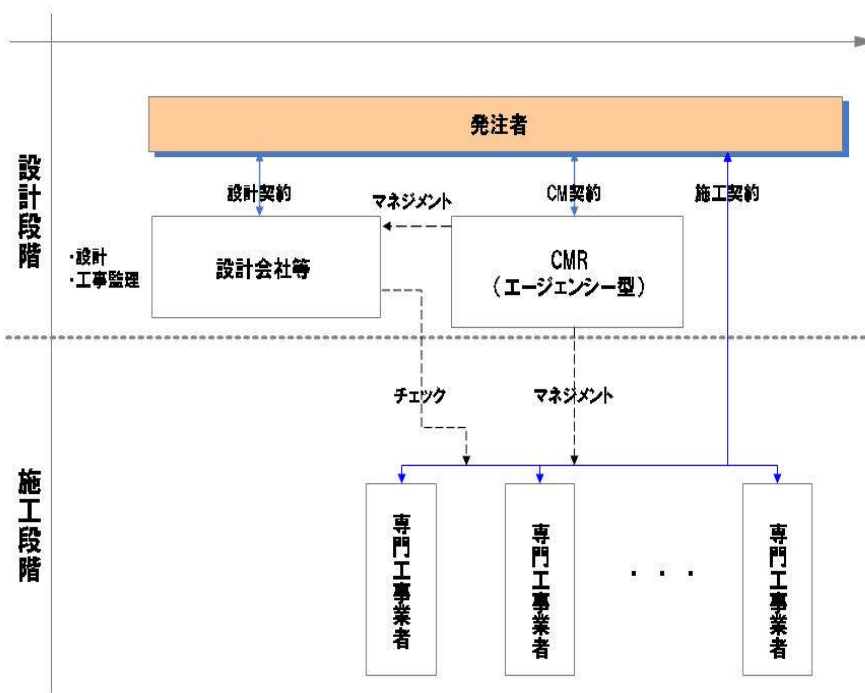 発注者
設計段階
設計契約
マネジメント
CM契約
施工契約
・設計
・工事監理
設計会社等
CMR
（エージェンシー型）
チェック
マネジメント
施工段階
専門工事業者
専門工事業者
・・・
専門工事業者